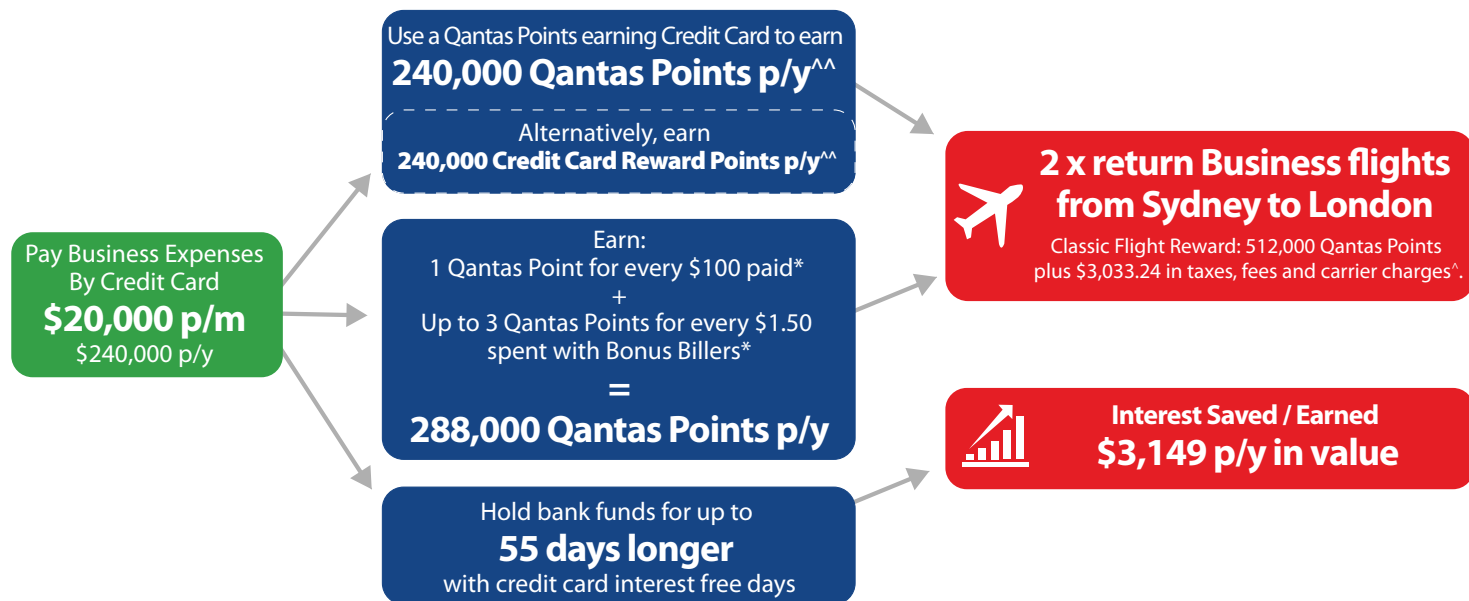 Pay Business Expenses
By Credit Card
$20,000 p/m
$240,000 p/y
Use a Qantas Points earning Credit Card to earn
240,000 Qantas Points p/y^^
Alternatively, earn
240,000 Credit Card Reward Points p/y^^
Earn:
1 Qantas Point for every $100 paid*
+
Up to 3 Qantas Points for every $1.50
spent with Bonus Billers*
=
288,000 Qantas Points p/y
Hold bank funds for up to
55 days longer
with credit card interest free days
2 x return Business flights
from Sydney to London
Classic Flight Reward: 512,000 Qantas Points
plus $3,033.24 in taxes, fees and carrier charges^.
Interest Saved / Earned
$3,149 p/y in value